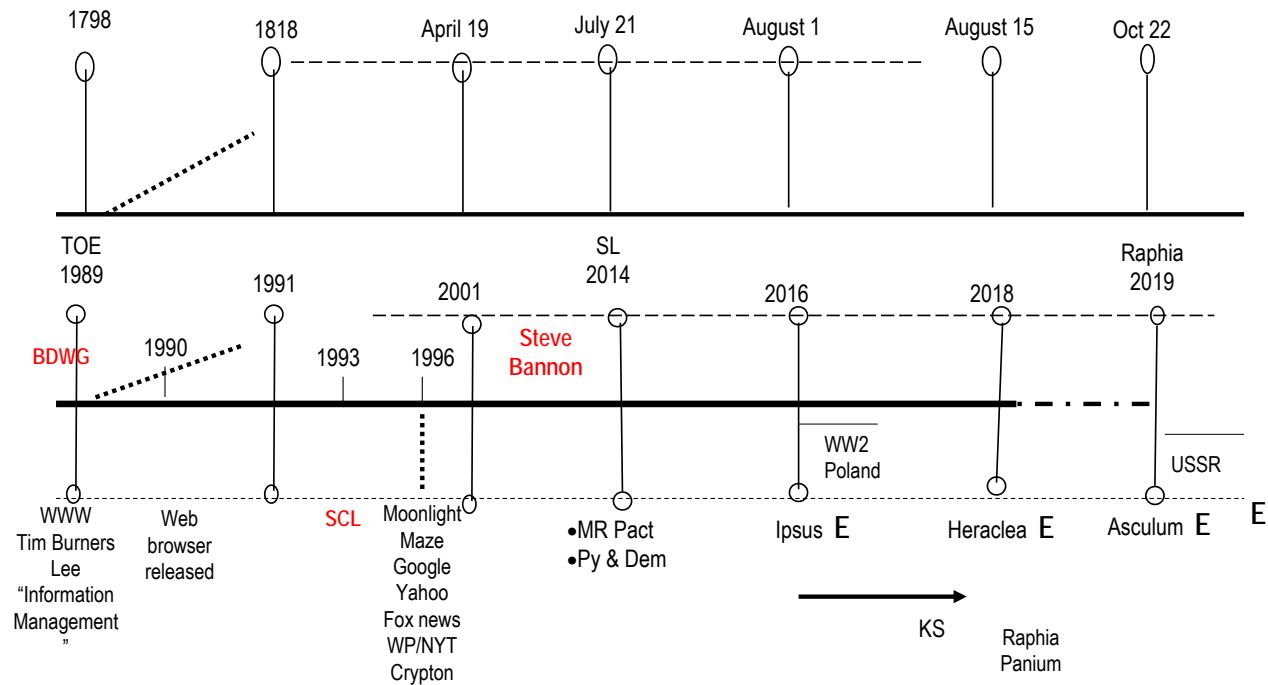 1798
1818
April 19
July 21
August 1
August 15
Oct 22
TOE
1989
1991
2001
SL
2014
2016
2018
Raphia
2019
BDWG
1990
1993
1996
Steve
Bannon
WW2
Poland
USSR
WWW
Tim Burners
Lee
“Information
Management
”
Web
browser
released
SCL
Moonlight
Maze
Google
Yahoo
Fox news
WP/NYT
Crypton
•MR Pact
•Py & Dem
Ipsus E
Heraclea E
Asculum E
E
KS
Raphia
Panium